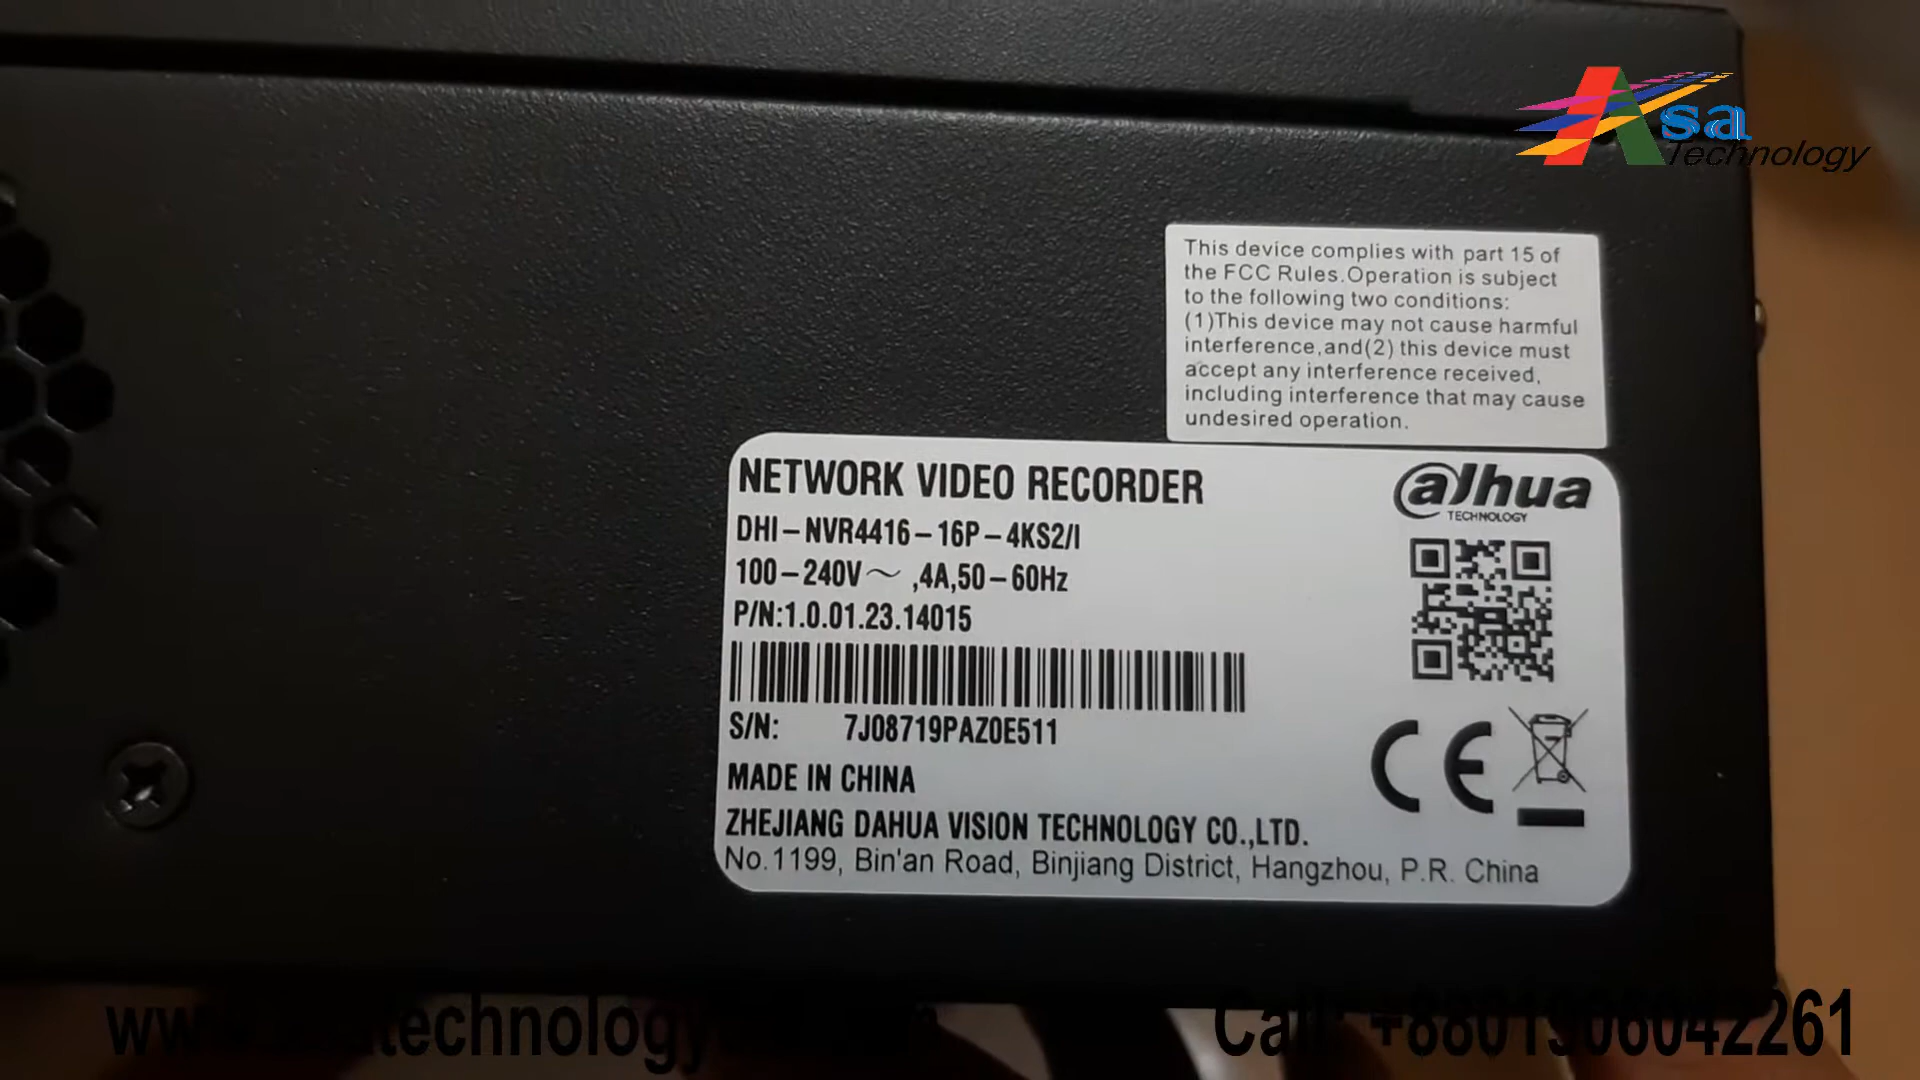 Asa
Technology
This device complies with part 15 of
the FCC Rules.Operation is subject
to the following two conditions:
(1)This device may not cause harmful
interference,and(2) this device must
accept any interference received,
including interference that may cause
undesired operation.
NETWORK VIDEO RECORDER
alhua
TECHNOLOGY
DHI-NVR4416-16P-4KS2/I
100-240V～ ,4A,50-60Hz
P/N:1.0.01.23.14015
S/N: 7J08719PAZ0E511
MADE IN CHINA
CE
ZHEJIANG DAHUA VISION TECHNOLOGY CO.,LTD.
No.1199, Bin'an Road, Binjiang District, Hangzhou, P.R. China
Call: +8801906042261